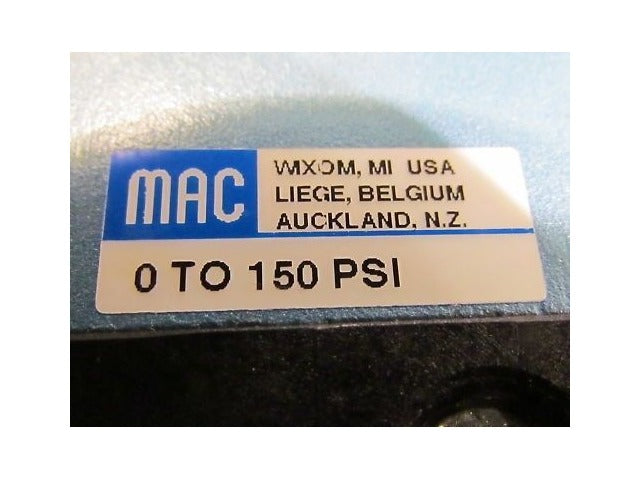 MAC
WIXOM, MI USA
LIEGE, BELGIUM
AUCKLAND, N.Z.
0 TO 150 PSI